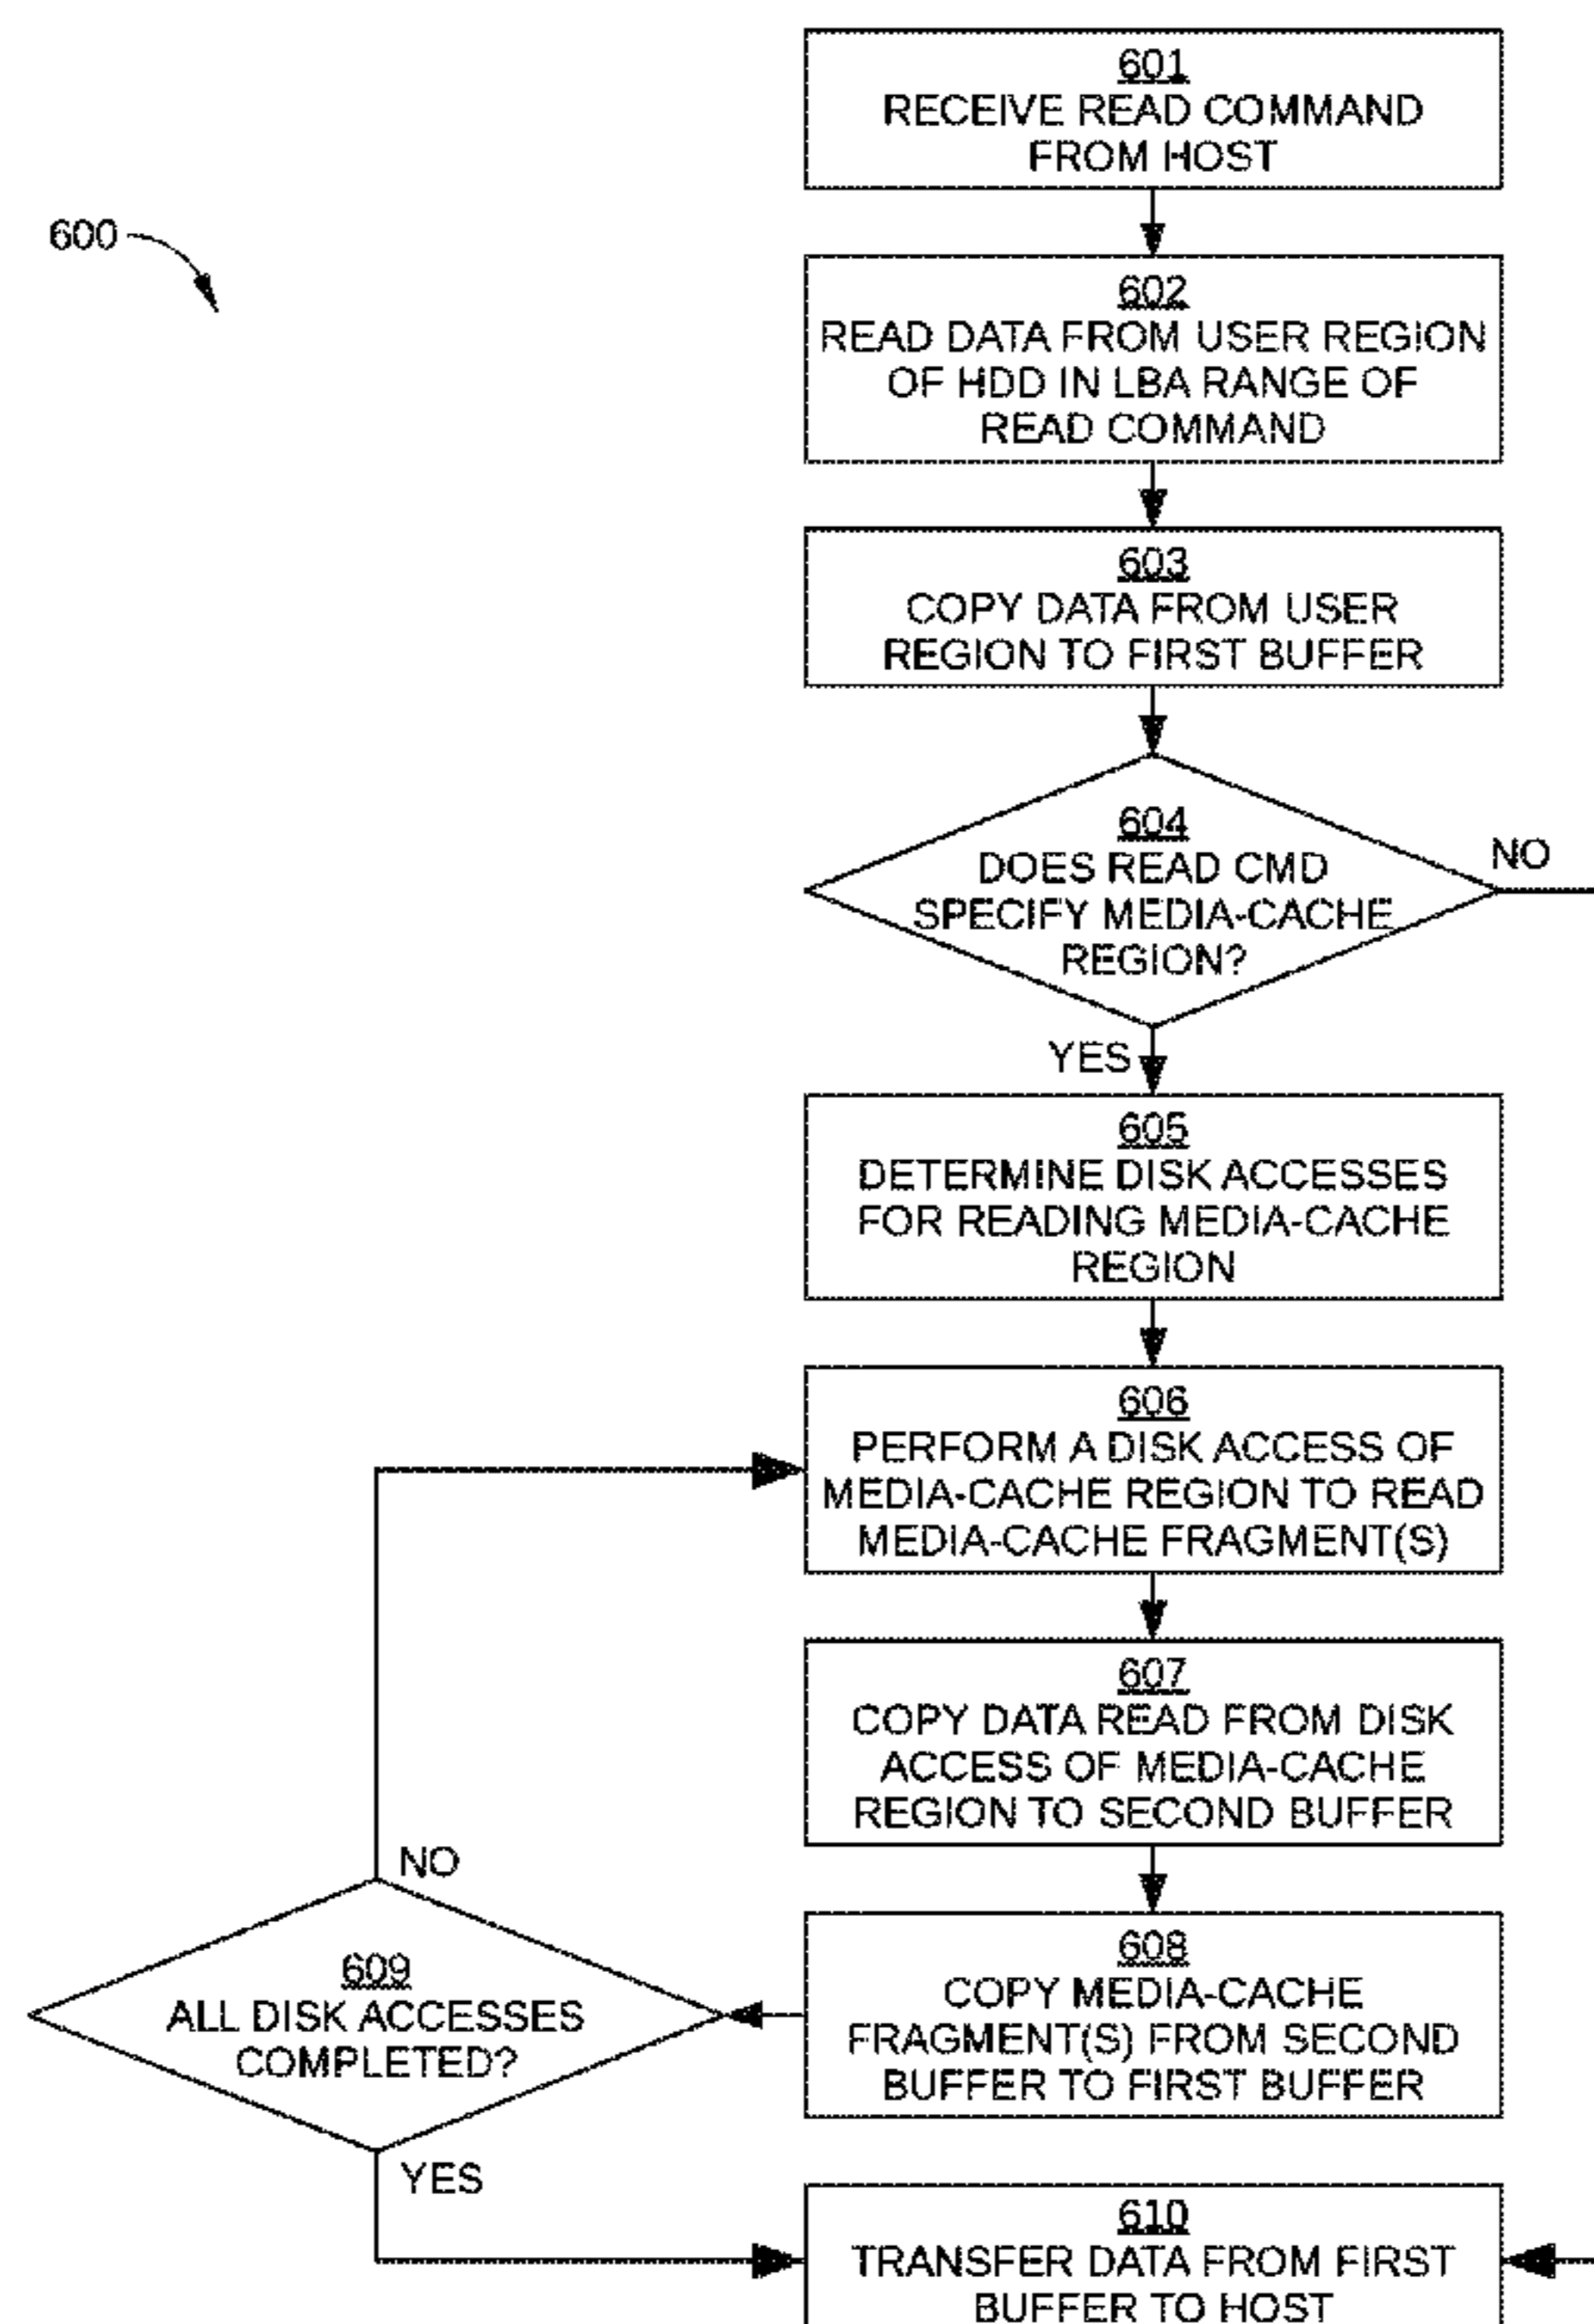 601
RECEIVE READ COMMAND
FROM HOST
600
602
READ DATA FROM USER REGION
OF HDD IN LBA RANGE OF
READ COMMAND
603
COPY DATA FROM USER
REGION TO FIRST BUFFER
604
DOES READ CMD
SPECIFY MEDIA-CACHE
REGION?
NO
YES
605
DETERMINE DISK ACCESSES
FOR READING MEDIA-CACHE
REGION
606
PERFORM A DISK ACCESS OF
MEDIA-CACHE REGION TO READ
MEDIA-CACHE FRAGMENT(S)
607
COPY DATA READ FROM DISK
ACCESS OF MEDIA-CACHE
REGION TO SECOND BUFFER
608
COPY MEDIA-CACHE
FRAGMENT(S) FROM SECOND
BUFFER TO FIRST BUFFER
NO
609
ALL DISK ACCESSES
COMPLETED?
YES
610
TRANSFER DATA FROM FIRST
BUFFER TO HOST